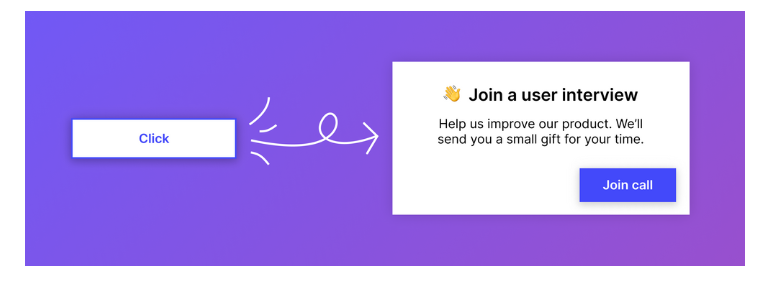 Click
👋 Join a user interview
Help us improve our product. We'll
send you a small gift for your time.
Join call